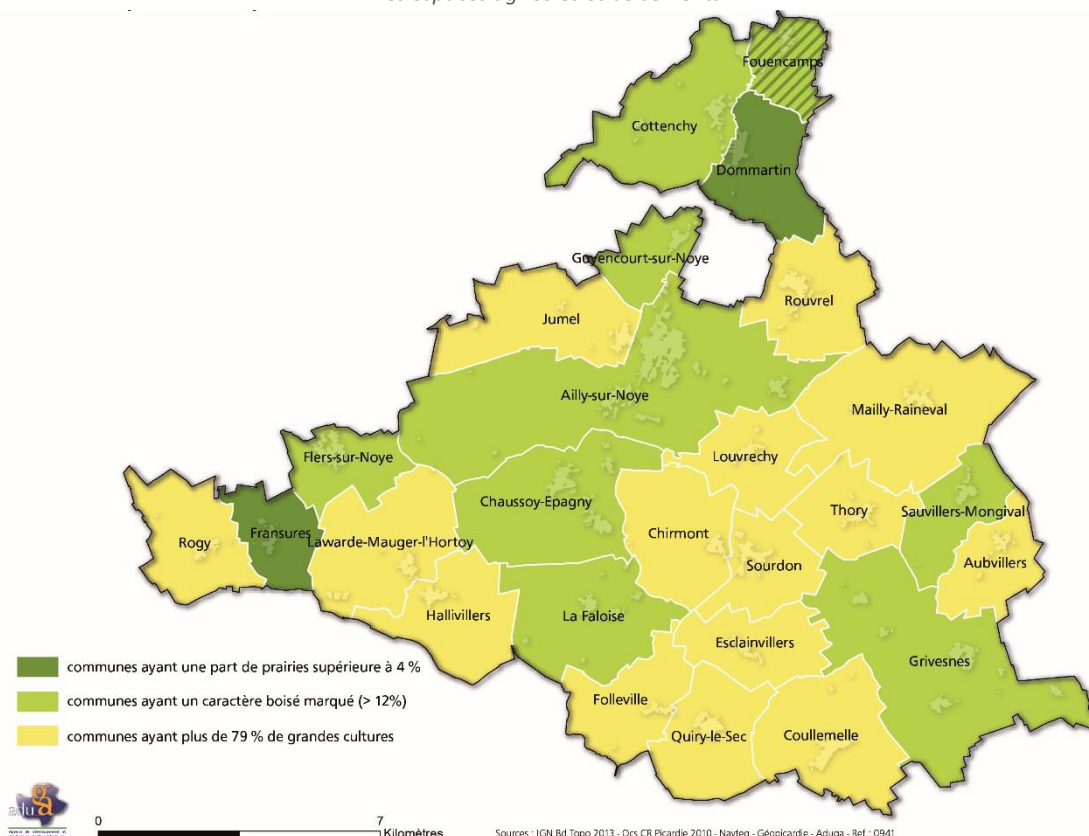 Fouencamps
Cottenchy
Dommartin
Goyencourt-sur-Noye
Rouvrel
Jumel
Ailly-sur-Noye
Mailly-Raineval
Flers-sur-Noye
Louvrechy
Chaussoy-Epagny
Thory
Sauvillers-Mongival
Rogy
Fransures
Lawarde-Mauger-l'Hortoy
Chirmont
Sourdon
Aubvillers
Hallivillers
La Faloise
Esclainvillers
Grivesnes
Folleville
Quiry-le-Sec
Coullemelle
communes ayant une part de prairies supérieure à 4 %
communes ayant un caractère boisé marqué (> 12%)
communes ayant plus de 79 % de grandes cultures
aduga
0 7
Kilomètres
Sources : IGN Bd Topo 2013 - Ocs CR Picardie 2010 - Navteq - Géopicardie - Aduga - Ref : 0941